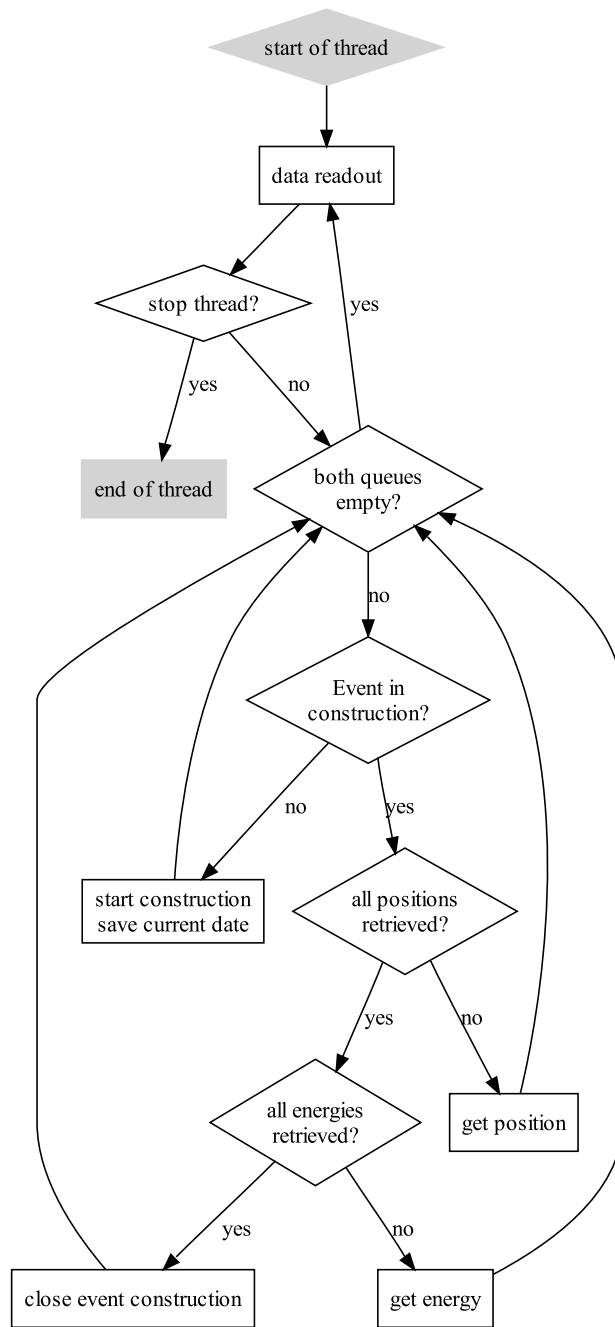 start of thread
data readout
stop thread?
yes
yes
no
end of thread
both queues
empty?
no
Event in
construction?
no
yes
start construction
save current date
all positions
retrieved?
yes
no
all energies
retrieved?
get position
yes
no
close event construction
get energy